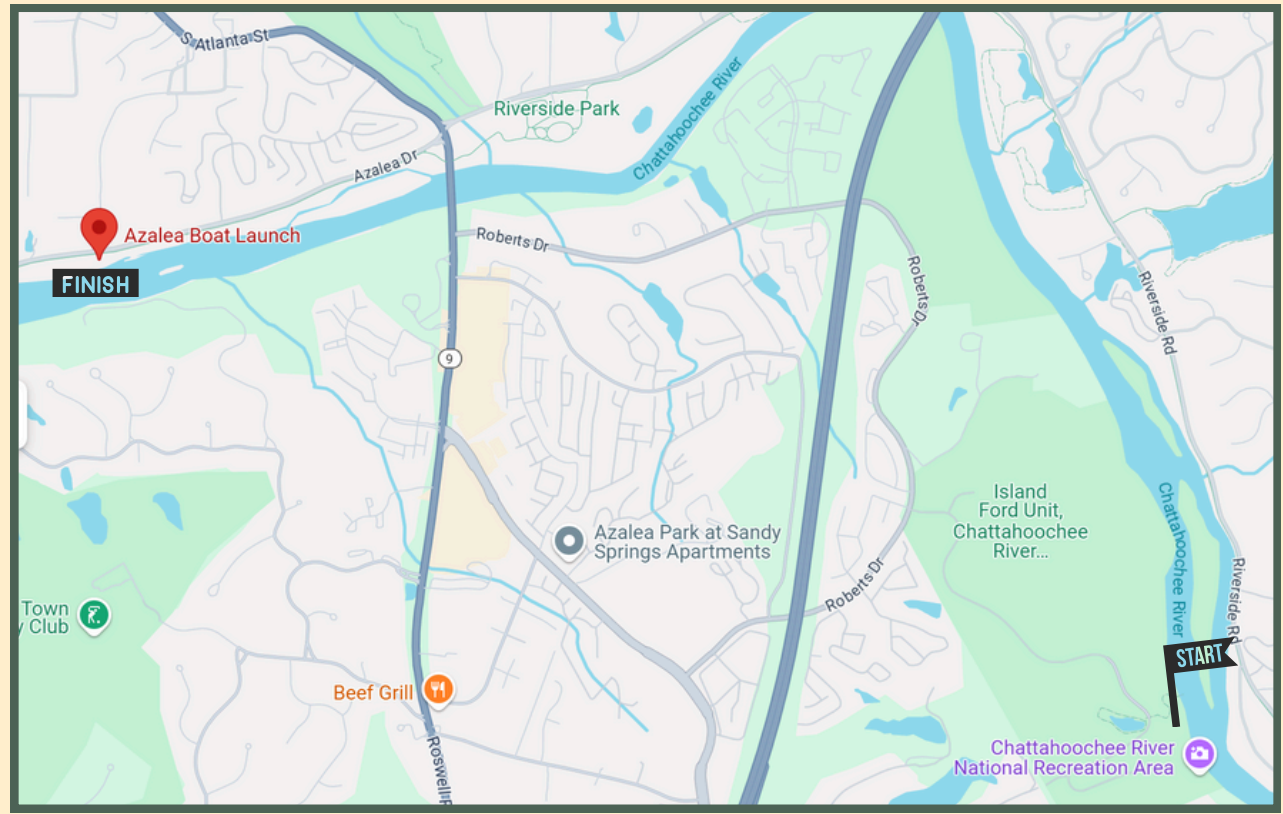 S Atlanta St
Riverside Park
Chattahoochee River
Azalea Dr
Azalea Boat Launch
FINISH
Roberts Dr
Roberts Dr
Riverside Rd
9
Island
Ford Unit,
Chattahoochee
River...
Chattahoochee River
Azalea Park at Sandy
Springs Apartments
Roberts Dr
Riverside Rd
Town
y Club
START
Beef Grill
Roswell R
Chattahoochee River
National Recreation Area